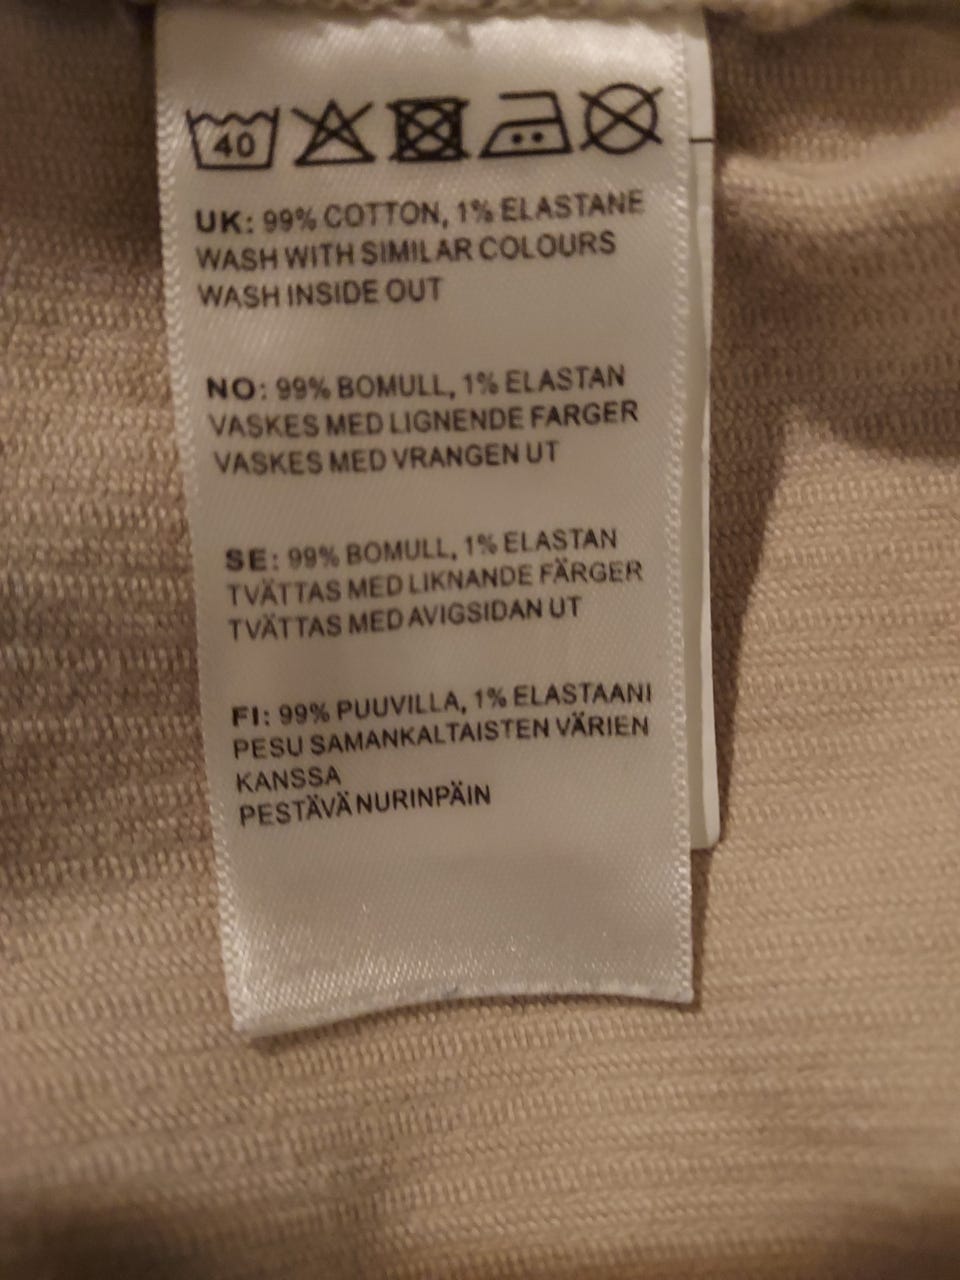 40
UK: 99% COTTON, 1% ELASTANE
WASH WITH SIMILAR COLOURS
WASH INSIDE OUT
NO: 99% BOMULL, 1% ELASTAN
VASKES MED LIGNENDE FARGER
VASKES MED VRANGEN UT
SE: 99% BOMULL, 1% ELASTAN
TVÄTTAS MED LIKNANDE FÄRGER
TVÄTTAS MED AVIGSIDAN UT
FI: 99% PUUVILLA, 1% ELASTAANI
PESU SAMANKALTAISTEN VÄRIEN
KANSSA
PESTÄVÄ NURINPÄIN